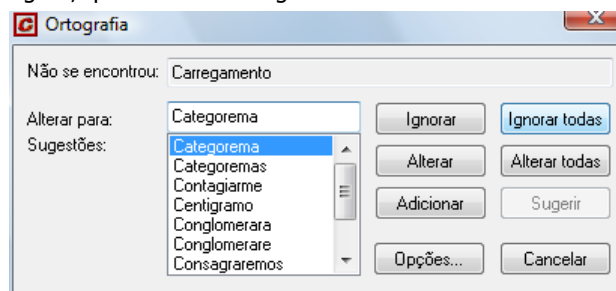 Ortografia
Não se encontrou: Carregamento
Alterar para: Categorema Ignorar Ignorar todas
Sugestões: Categorema
Categoremas Alterar Alterar todas
Contagiarme
Centigramo Adicionar Sugerir
Conglomerara
Conglomerare
Consagraremos Opções... Cancelar